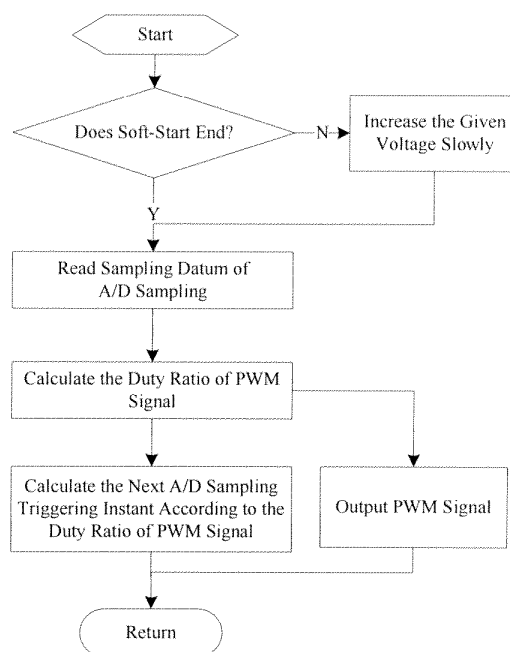 Start
Does Soft-Start End?
N
Increase the Given
Voltage Slowly
Y
Read Sampling Datum of
A/D Sampling
Calculate the Duty Ratio of PWM
Signal
Calculate the Next A/D Sampling
Triggering Instant According to the
Duty Ratio of PWM Signal
Output PWM Signal
Return